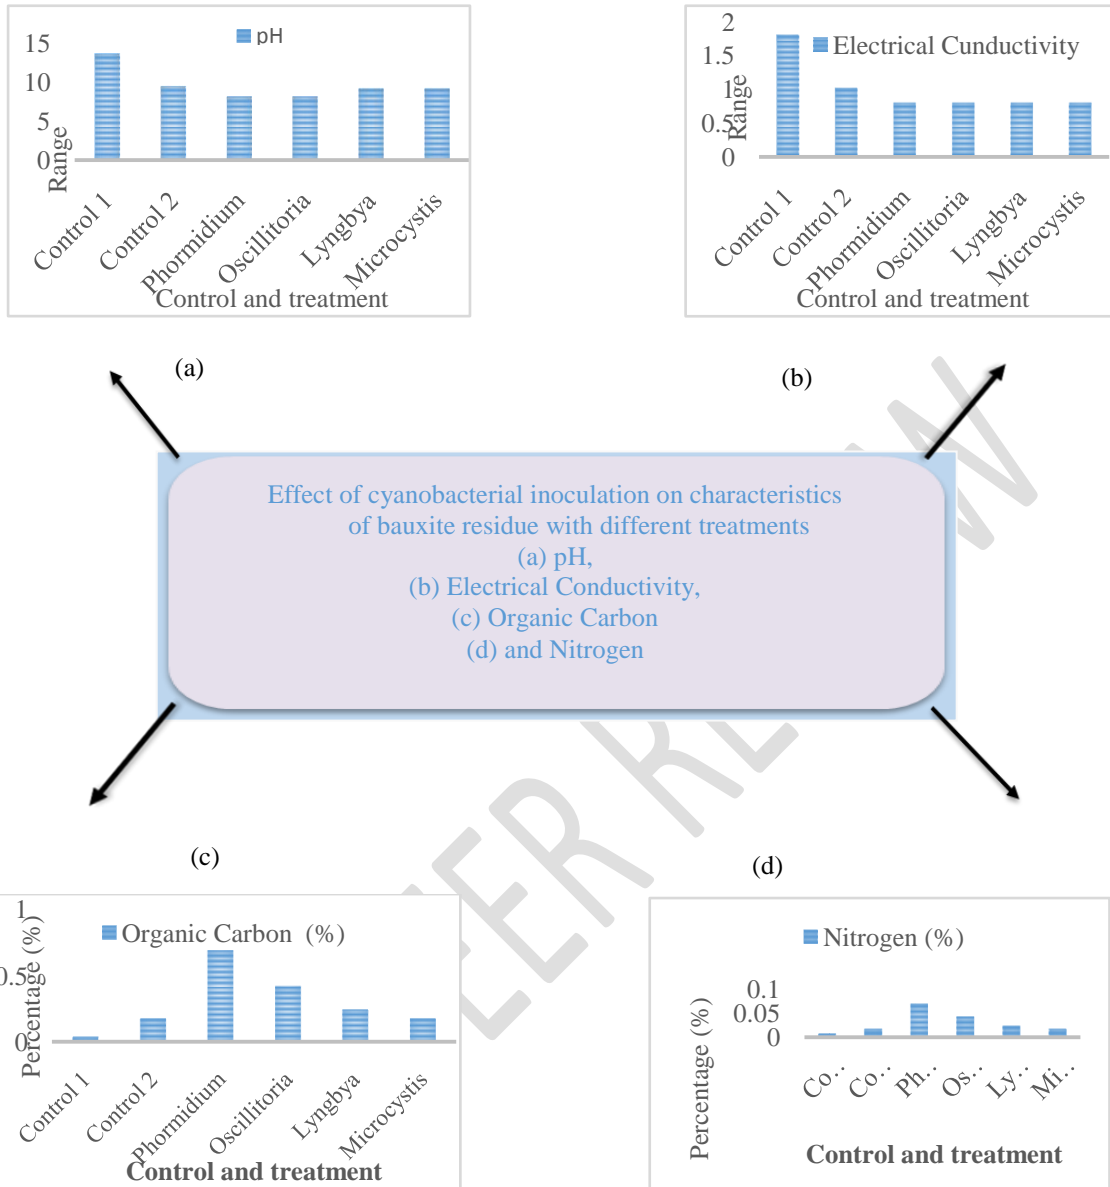 pH
15
10
5
0
Range
Control 1
Control 2
Phormidium
Oscillitoria
Lyngbya
Microcystis
Control and treatment
(a)
Electrical Cunductivity
2
1.5
1
0.5
0
Range
Control 1
Control 2
Phormidium
Oscillitoria
Lyngbya
Microcystis
Control and treatment
(b)
Effect of cyanobacterial inoculation on characteristics
of bauxite residue with different treatments
(a) pH,
(b) Electrical Conductivity,
(c) Organic Carbon
(d) and Nitrogen
(c)
Organic Carbon (%)
1
0.5
0
Percentage (%)
Control 1
Control 2
Phormidium
Oscillitoria
Lyngbya
Microcystis
Control and treatment
(d)
Nitrogen (%)
0.1
0.05
0
Percentage (%)
Co..
Co..
Ph..
Os..
Ly..
Mi..
Control and treatment